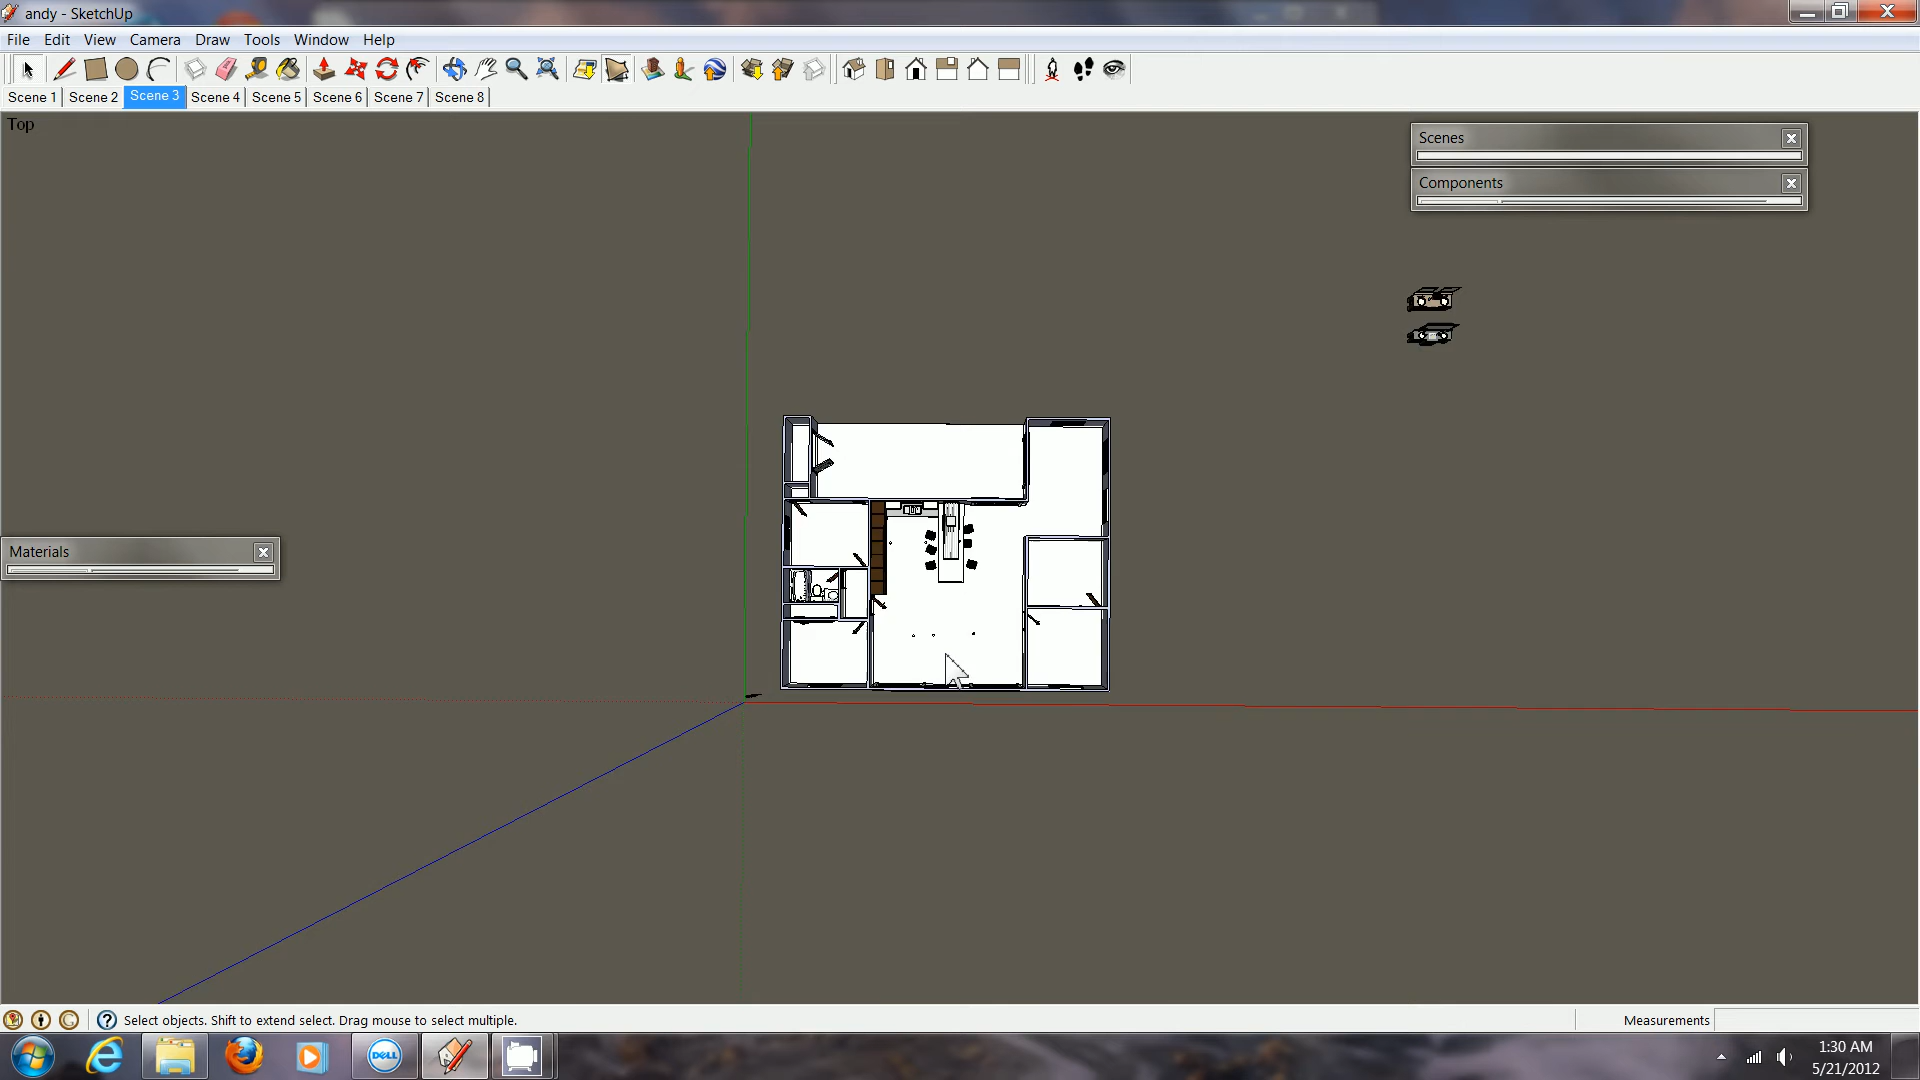 andy - SketchUp
File Edit View Camera Draw Tools Window Help
Scene 1 Scene 2 Scene 3 Scene 4 Scene 5 Scene 6 Scene 7 Scene 8
Top
Scenes
Components
Materials
Select objects. Shift to extend select. Drag mouse to select multiple.
Measurements
DELL
1:30 AM
5/21/2012